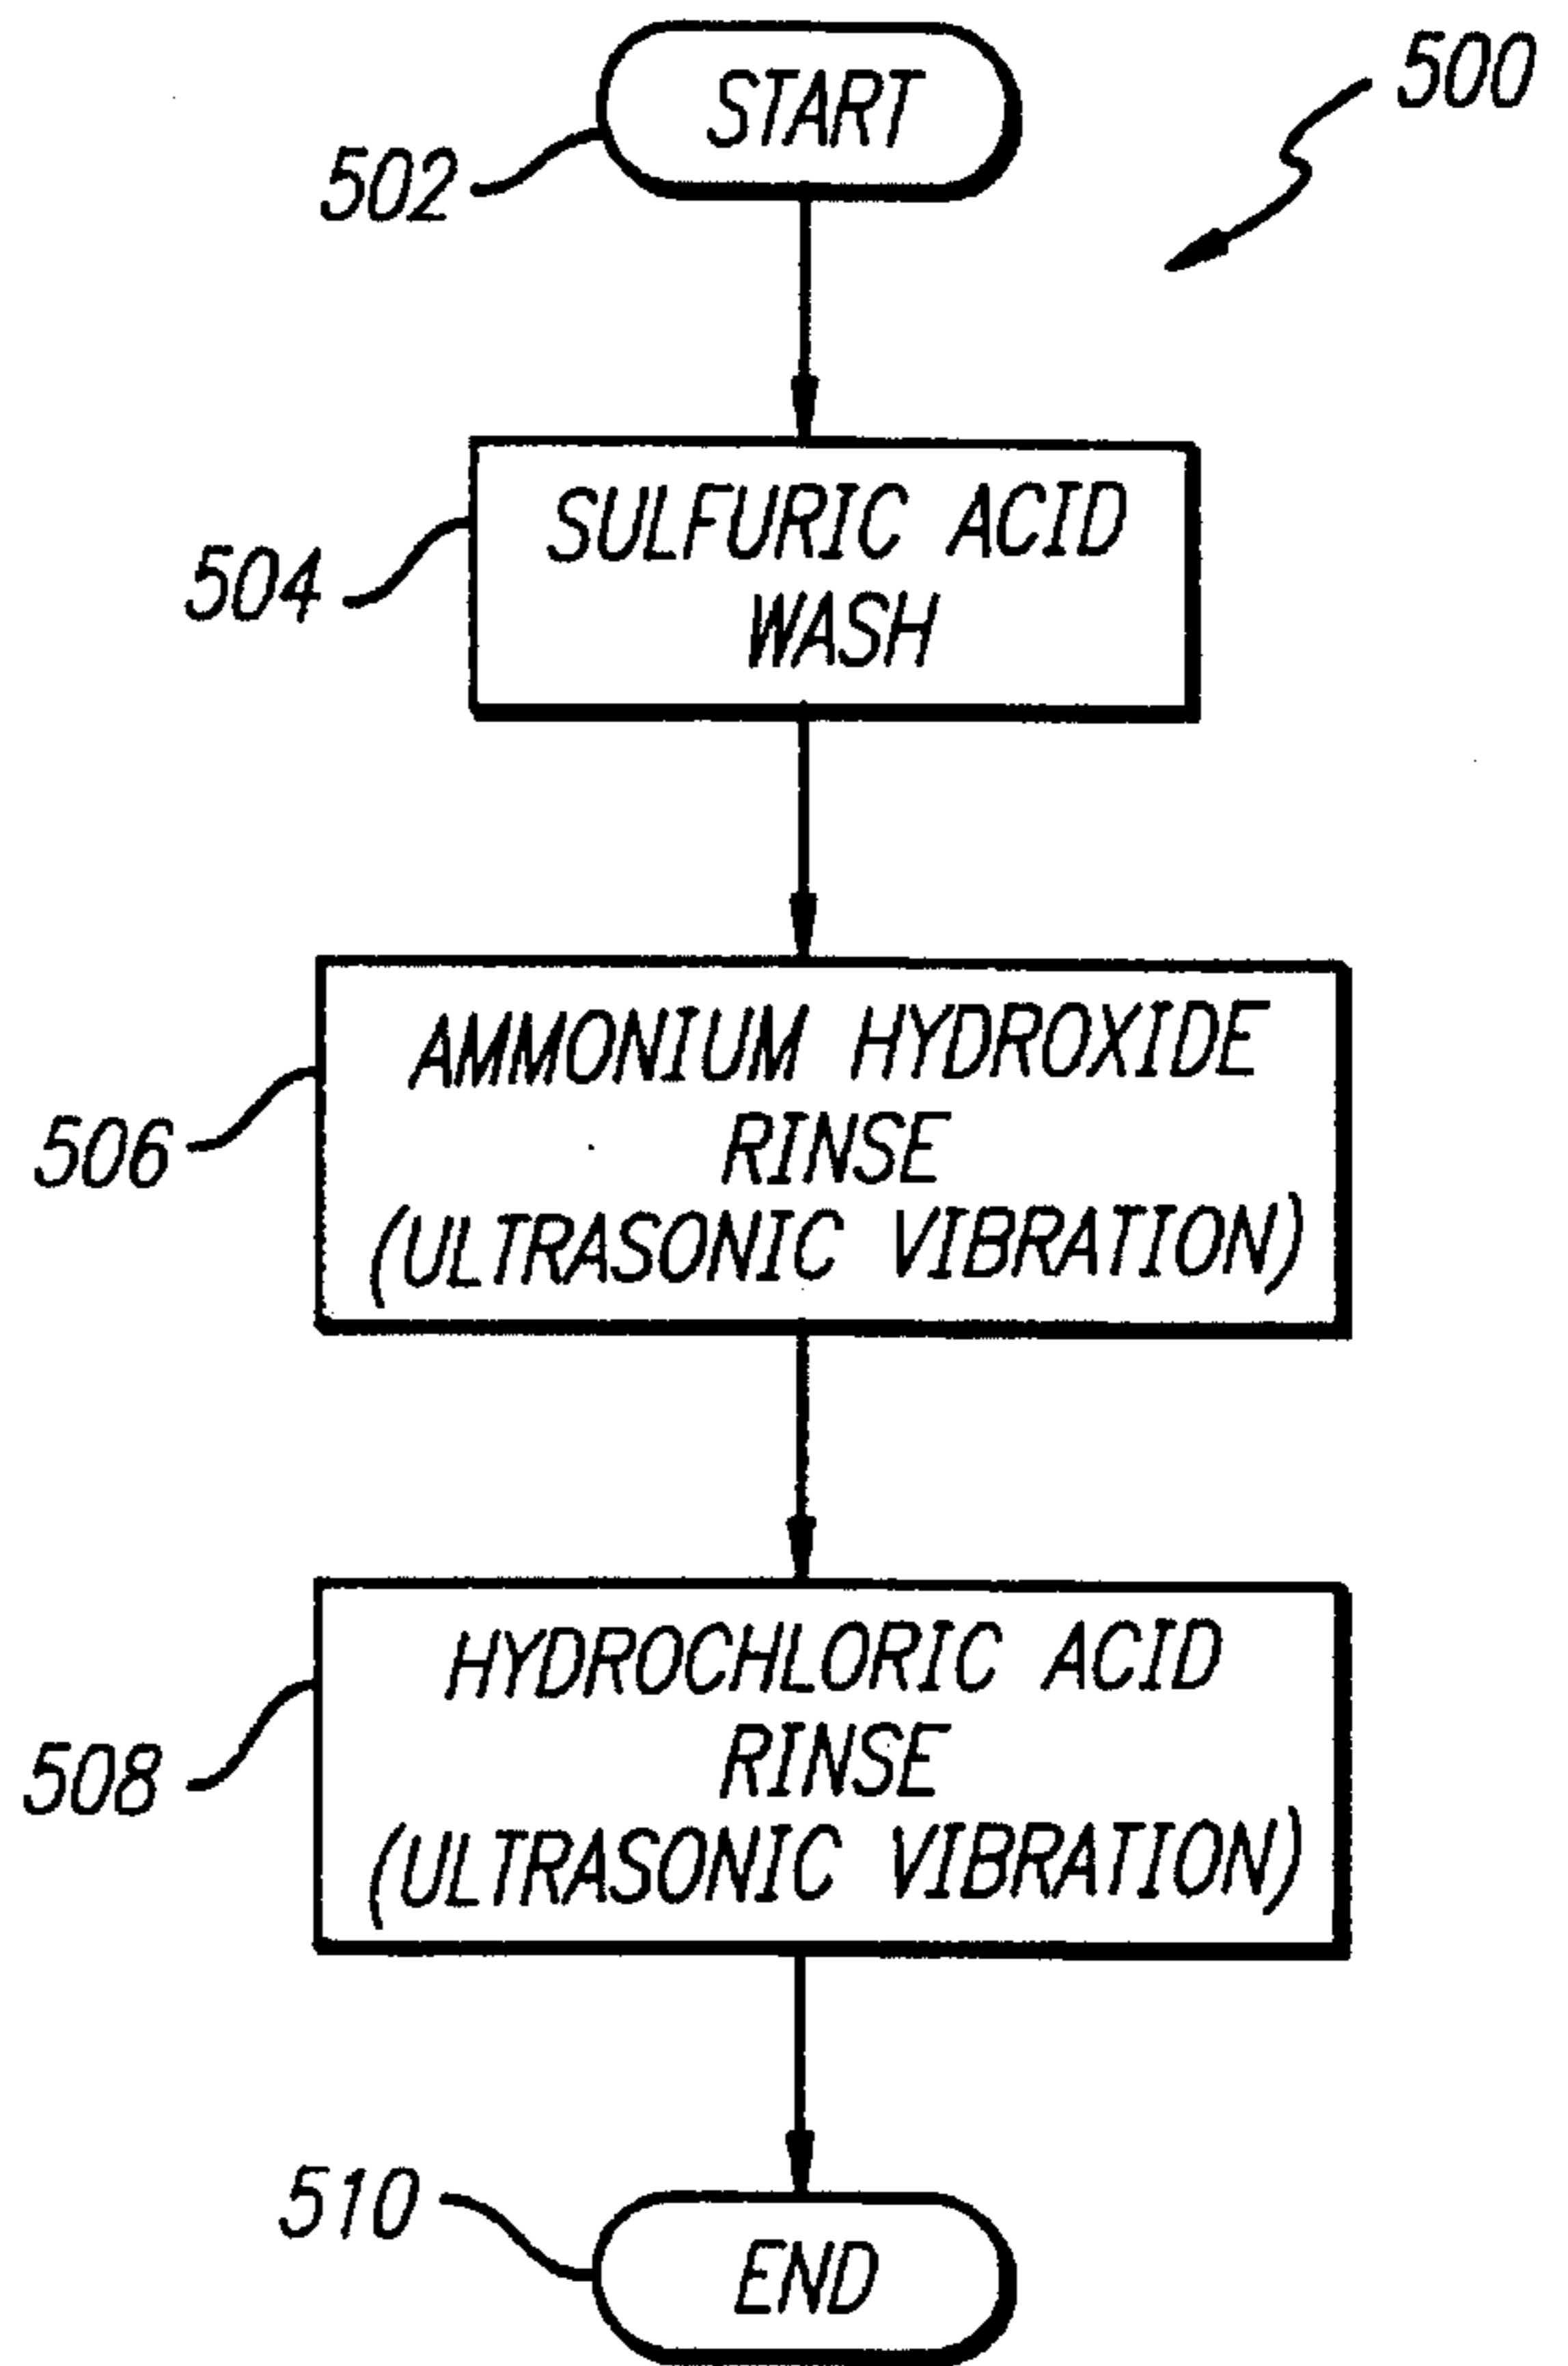 START
500
502
SULFURIC ACID
WASH
504
AMMONIUM HYDROXIDE
RINSE
(ULTRASONIC VIBRATION)
506
HYDROCHLORIC ACID
RINSE
(ULTRASONIC VIBRATION)
508
510
END